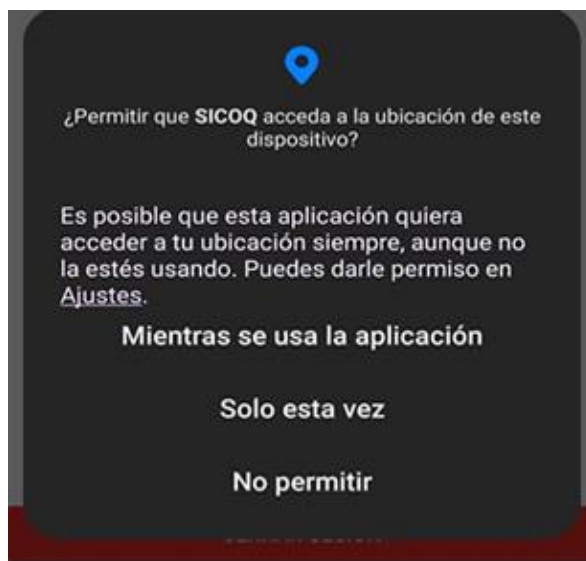 ¿Permitir que SICOQ acceda a la ubicación de este
dispositivo?
Es posible que esta aplicación quiera
acceder a tu ubicación siempre, aunque no
la estés usando. Puedes darle permiso en
Ajustes.
Mientras se usa la aplicación
Solo esta vez
No permitir